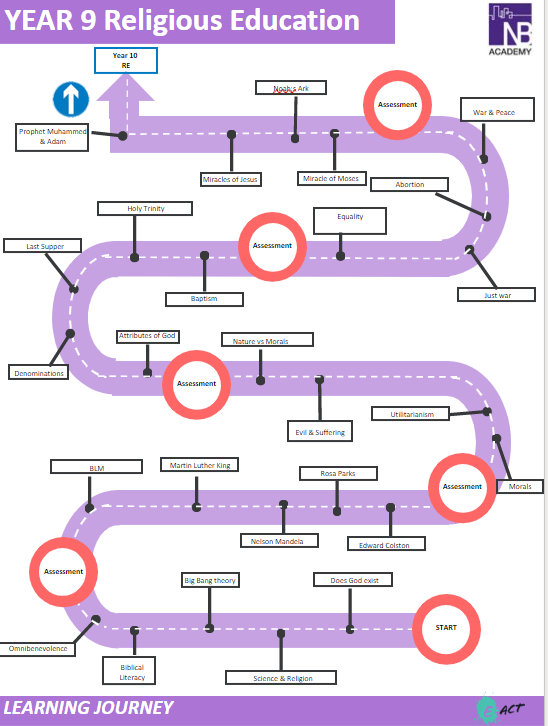 YEAR 9 Religious Education
NB
ACADEMY
Year 10
RE
Noah;s Ark
Assessment
War & Peace
Prophet Muhammed
& Adam
Miracles of Jesus
Miracle of Moses
Abortion
Holy Trinity
Equality
Last Supper
Assessment
Just war
Baptism
Attributes of God
Nature vs Morals
Denominations
Assessment
Utilitarianism
Evil & Suffering
BLM
Martin Luther King
Rosa Parks
Assessment
Morals
Nelson Mandela
Edward Colston
Assessment
Big Bang theory
Does God exist
START
Omnibenevolence
Biblical
Literacy
Science & Religion
LEARNING JOURNEY
E-ACT